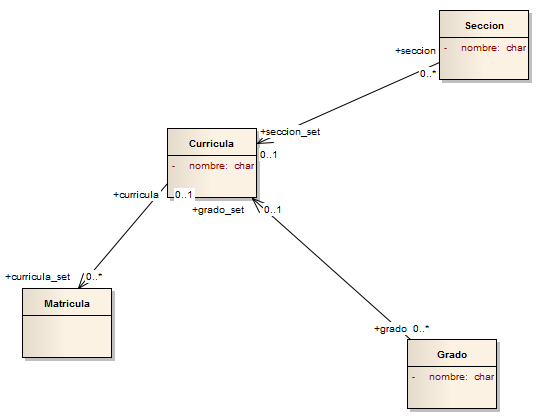 Seccion
- nombre: char
+seccion
0..*
+seccion_set
0..1
Curricula
- nombre: char
+curricula 0..1
+grado_set 0..1
+curricula_set 0..*
Matricula
+grado 0..*
Grado
- nombre: char